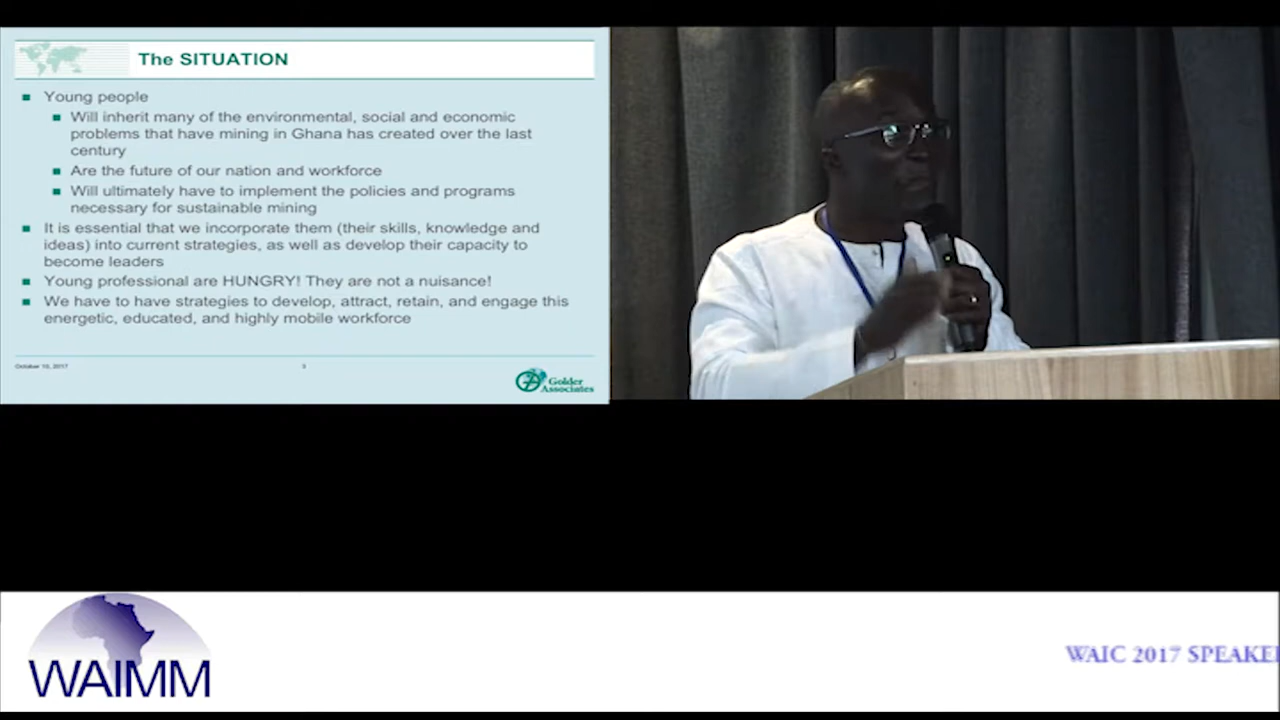 The SITUATION
Young people
Will inherit many of the environmental, social and economic
problems that have mining in Ghana has created over the last
century
Are the future of our nation and workforce
Will ultimately have to implement the policies and programs
necessary for sustainable mining
It is essential that we incorporate them (their skills, knowledge and
ideas) into current strategies, as well as develop their capacity to
become leaders
Young professional are HUNGRY! They are not a nuisance!
We have to have strategies to develop, attract, retain, and engage this
energetic, educated, and highly mobile workforce
October 10, 2017
3
Golder
Associates
WAIMM
WAIC 2017 SPEAKE